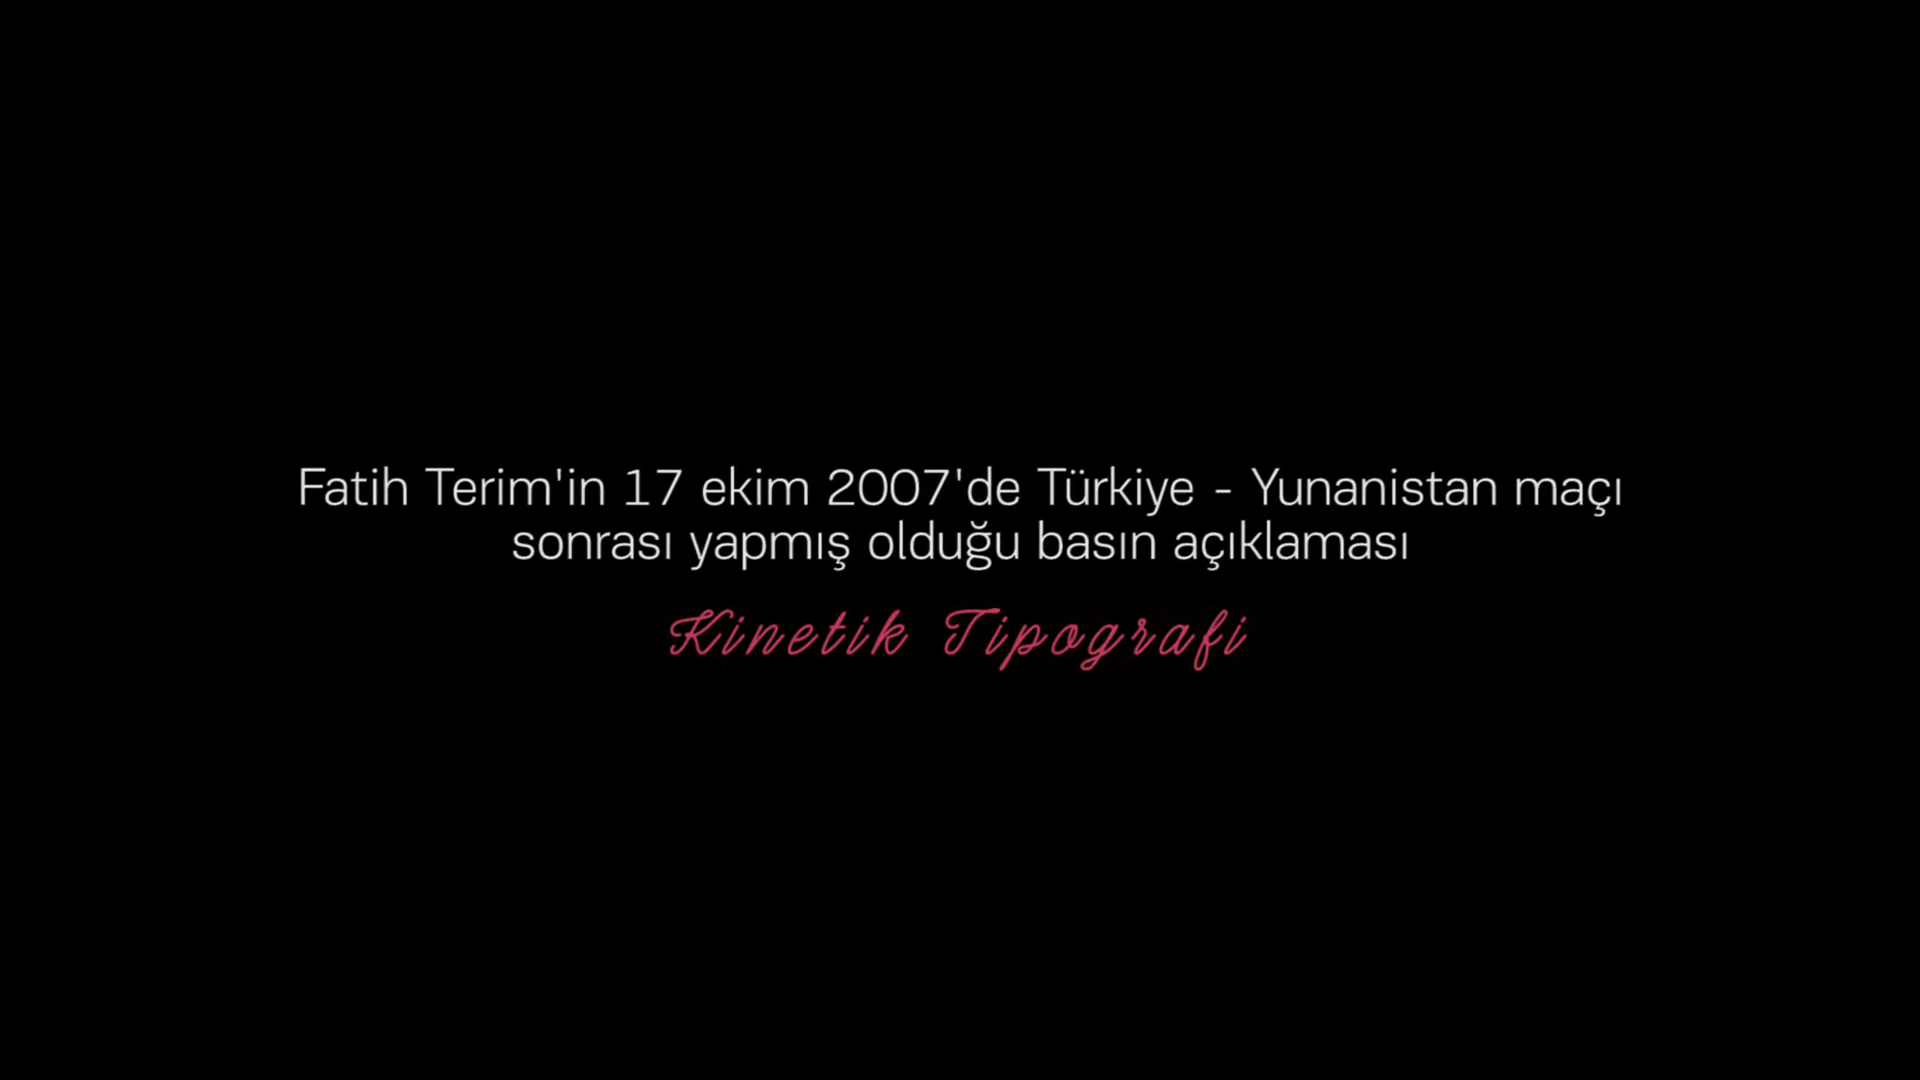 Fatih Terim'in 17 ekim 2007'de Türkiye - Yunanistan maçı
sonrası yapmış olduğu basın açıklaması
Kinetik Tipografi